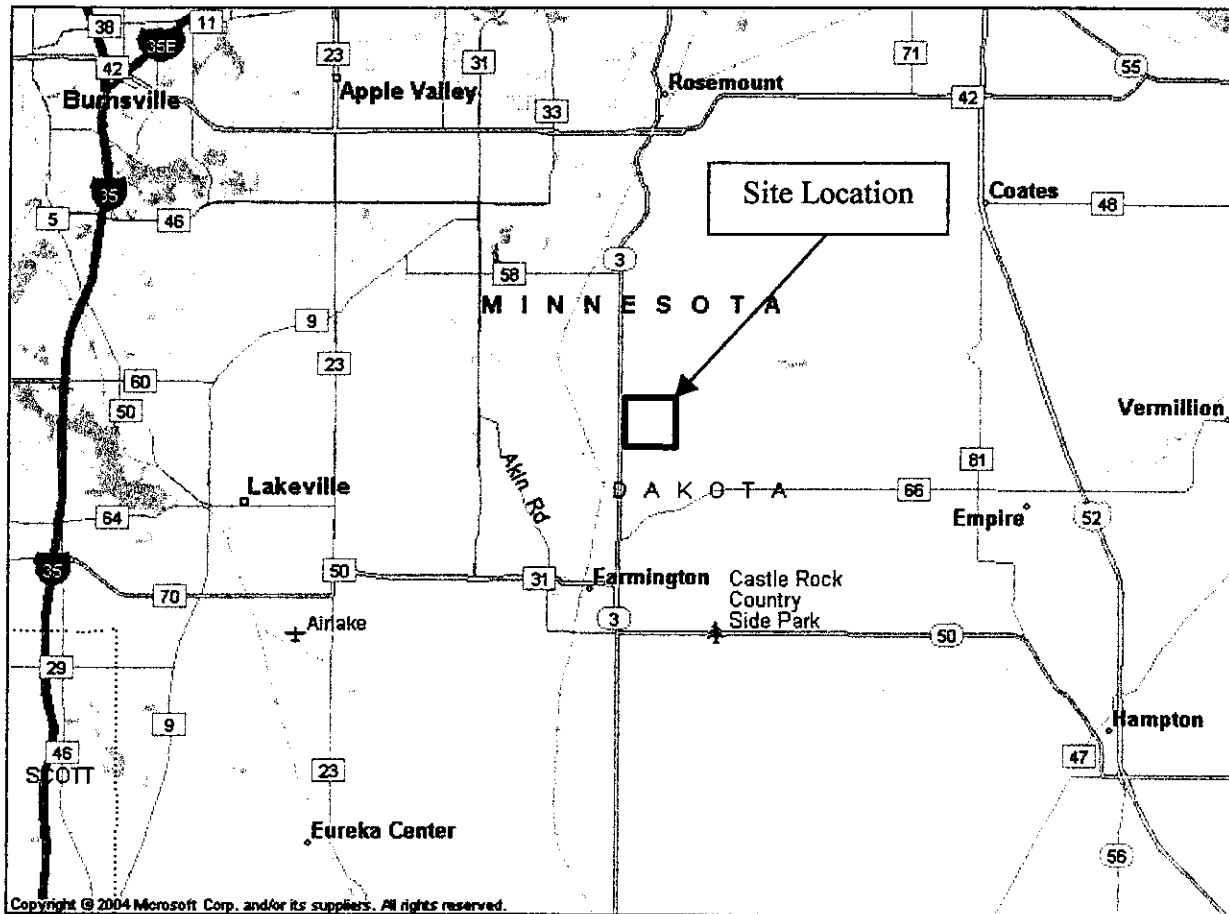 38
35E
11
23
31
71
55
42
Burnsville
Apple Valley
Rosemount
42
33
Site Location
35
Coates
5
46
48
3
58
MINNESOTA
9
23
60
50
Vermillion
Akin Rd
81
Lakeville
DAKOTA
66
64
Empire
52
35
50
31
Farmington
Castle Rock
Country
Side Park
70
3
Airlake
50
29
9
Hampton
46
47
SCOTT
23
Eureka Center
56
Copyright © 2004 Microsoft Corp. and/or its suppliers. All rights reserved.